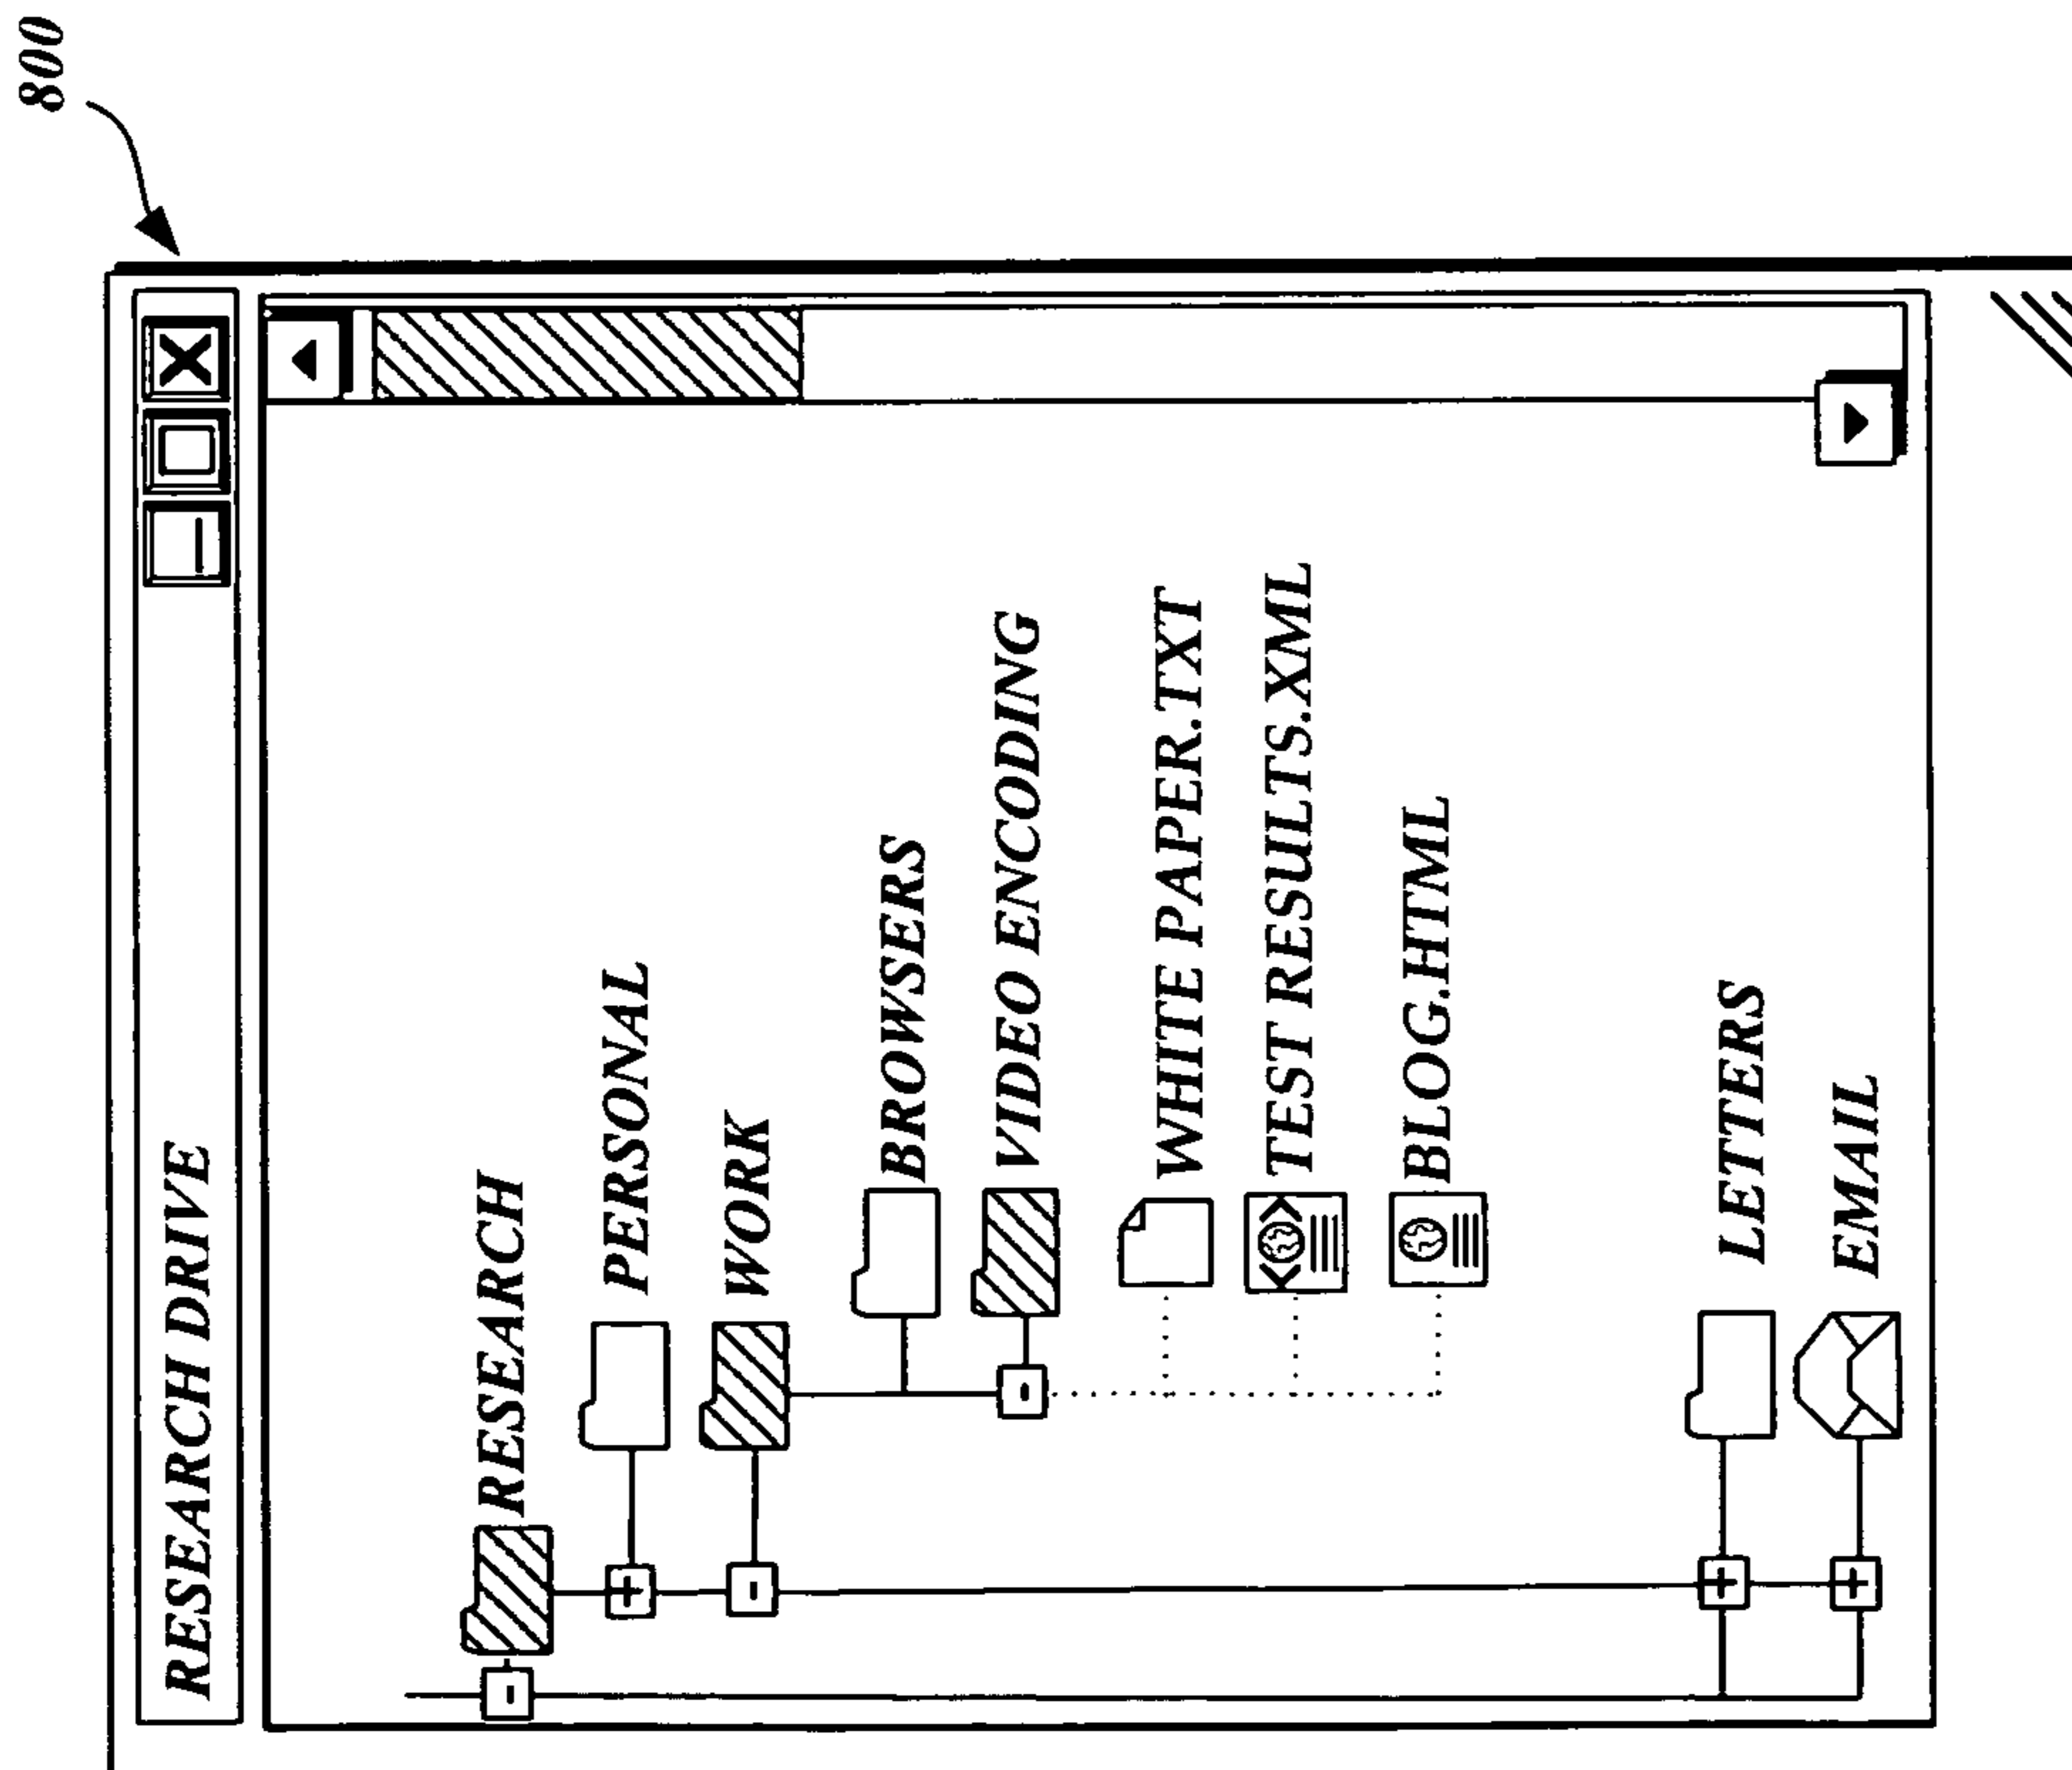 800
RESEARCH DRIVE
RESEARCH
PERSONAL
WORK
BROWSERS
VIDEO ENCODING
WHITE PAPER.TXT
TEST RESULTS.XML
BLOG.HTML
LETTERS
EMAIL